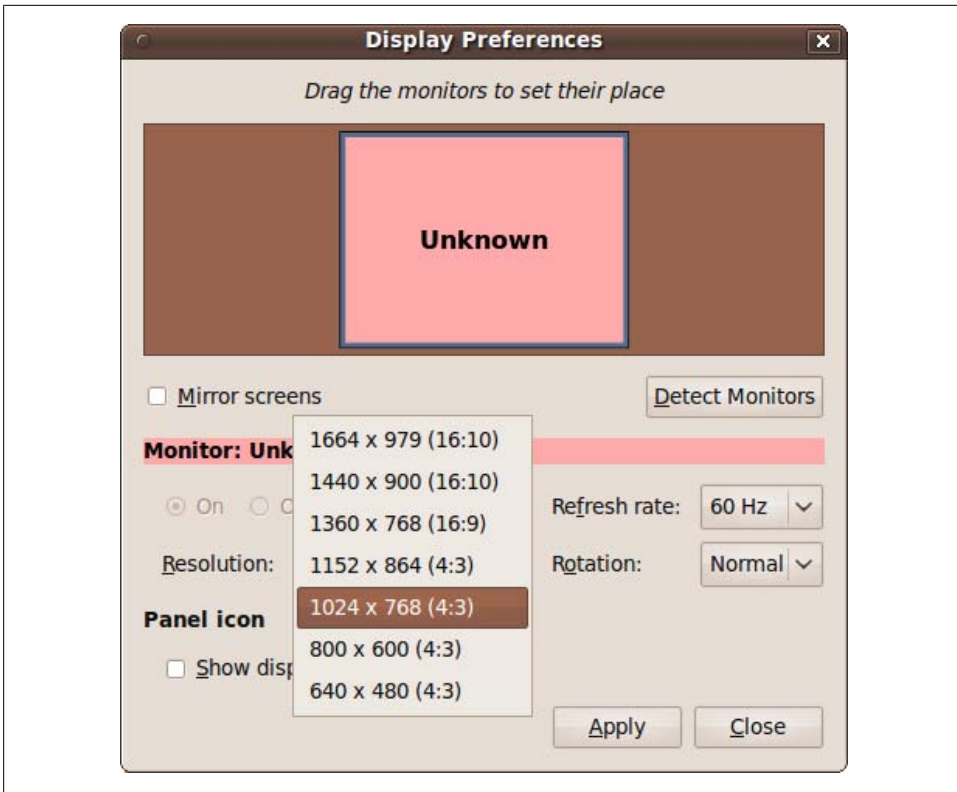 Display Preferences
Drag the monitors to set their place
Unknown
Mirror screens
Detect Monitors
1664 x 979 (16:10)
Monitor: Unk
1440 x 900 (16:10)
On
Refresh rate: 60 Hz
1360 x 768 (16:9)
Resolution:
1152 x 864 (4:3)
Rotation: Normal
1024 x 768 (4:3)
Panel icon
800 x 600 (4:3)
Show disp
640 x 480 (4:3)
Apply Close